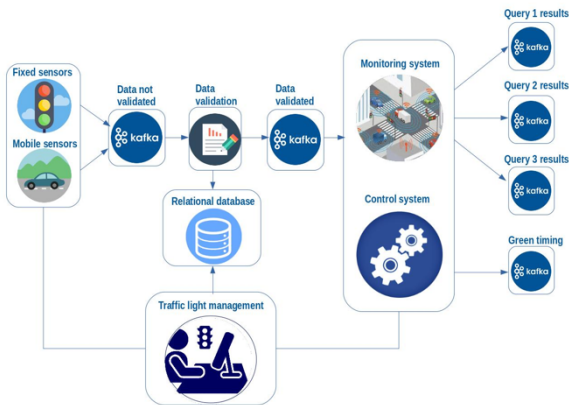 Query 1 results
kafka
Fixed sensors
Data not
validated
Data
validation
Data
validated
Monitoring system
Query 2 results
kafka
kafka
kafka
Mobile sensors
Query 3 results
kafka
Relational database
Control system
Green timing
kafka
Traffic light management